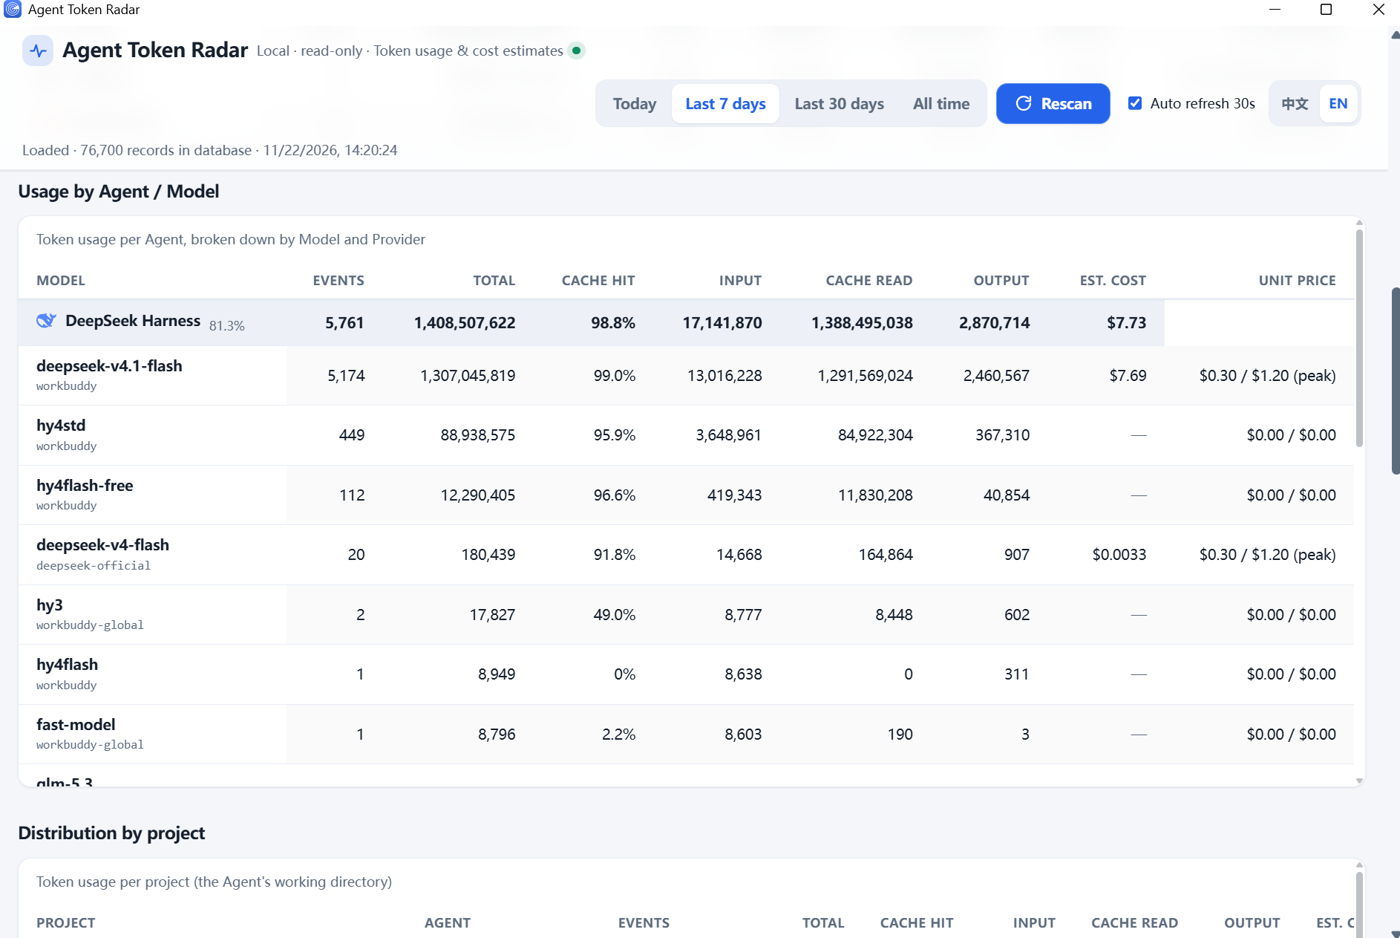 Agent Token Radar
Agent Token Radar Local · read-only · Token usage & cost estimates
Today Last 7 days Last 30 days All time Rescan Auto refresh 30s 中文 EN
Loaded · 76,700 records in database · 11/22/2026, 14:20:24
Usage by Agent / Model
Token usage per Agent, broken down by Model and Provider
MODEL EVENTS TOTAL CACHE HIT INPUT CACHE READ OUTPUT EST. COST UNIT PRICE
DeepSeek Harness 81.3% 5,761 1,408,507,622 98.8% 17,141,870 1,388,495,038 2,870,714 $7.73
deepseek-v4.1-flash 5,174 1,307,045,819 99.0% 13,016,228 1,291,569,024 2,460,567 $7.69 $0.30 / $1.20 (peak)
workbuddy
hy4std 449 88,938,575 95.9% 3,648,961 84,922,304 367,310 — $0.00 / $0.00
workbuddy
hy4flash-free 112 12,290,405 96.6% 419,343 11,830,208 40,854 — $0.00 / $0.00
workbuddy
deepseek-v4-flash 20 180,439 91.8% 14,668 164,864 907 $0.0033 $0.30 / $1.20 (peak)
deepseek-official
hy3 2 17,827 49.0% 8,777 8,448 602 — $0.00 / $0.00
workbuddy-global
hy4flash 1 8,949 0% 8,638 0 311 — $0.00 / $0.00
workbuddy
fast-model 1 8,796 2.2% 8,603 190 3 — $0.00 / $0.00
workbuddy-global
glm-5.3
Distribution by project
Token usage per project (the Agent's working directory)
PROJECT AGENT EVENTS TOTAL CACHE HIT INPUT CACHE READ OUTPUT EST. C